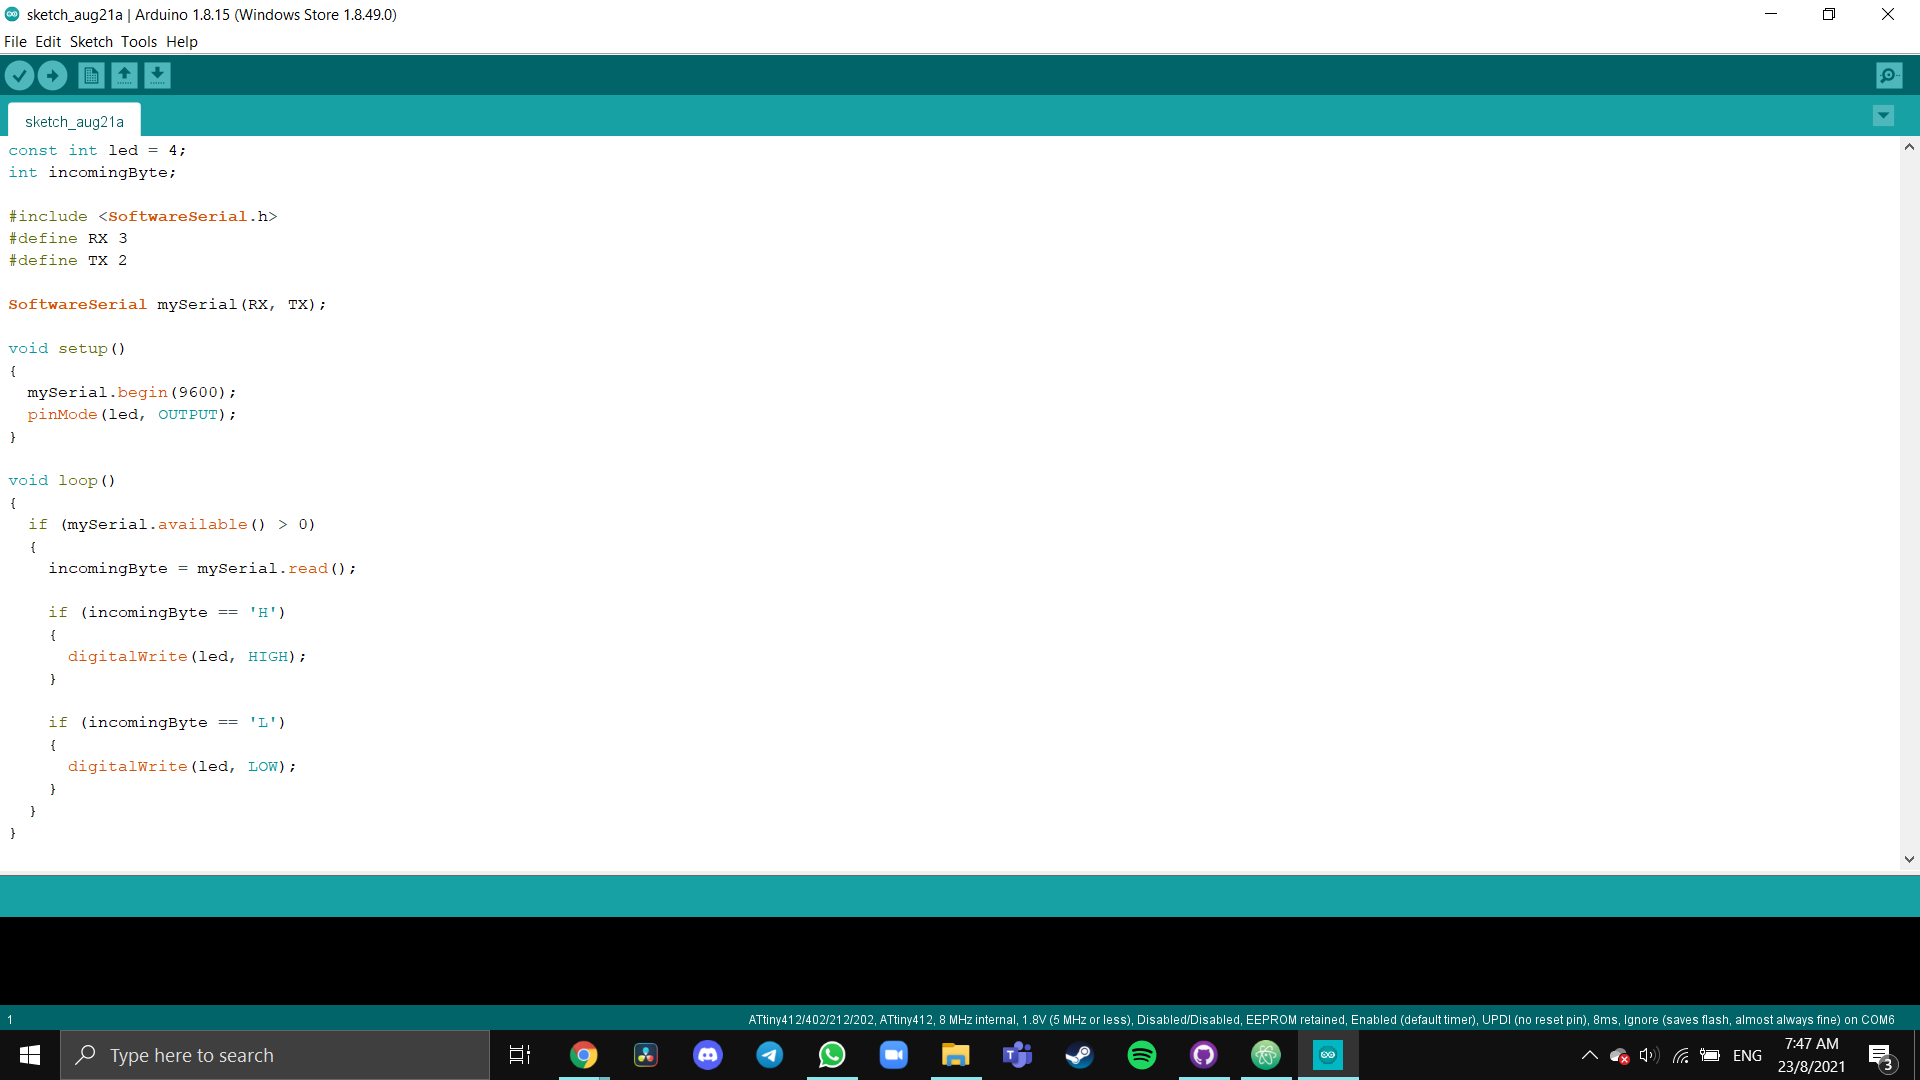 sketch_aug21a | Arduino 1.8.15 (Windows Store 1.8.49.0)
File Edit Sketch Tools Help
sketch_aug21a
const int led = 4;
int incomingByte;
#include <SoftwareSerial.h>
#define RX 3
#define TX 2
SoftwareSerial mySerial(RX, TX);
void setup()
{
  mySerial.begin(9600);
  pinMode(led, OUTPUT);
}
void loop()
{
  if (mySerial.available() > 0)
  {
    incomingByte = mySerial.read();
    if (incomingByte == 'H')
    {
      digitalWrite(led, HIGH);
    }
    if (incomingByte == 'L')
    {
      digitalWrite(led, LOW);
    }
  }
}
1
ATtiny412/402/212/202, ATtiny412, 8 MHz internal, 1.8V (5 MHz or less), Disabled/Disabled, EEPROM retained, Enabled (default timer), UPDI (no reset pin), 8ms, Ignore (saves flash, almost always fine) on COM6
Type here to search
ENG
7:47 AM
23/8/2021
3